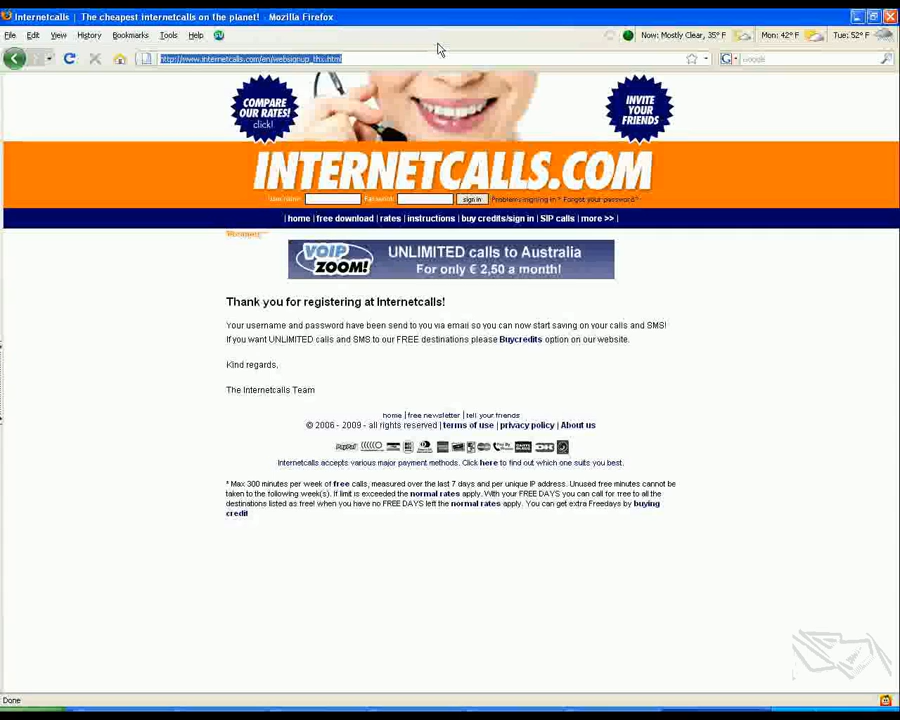 Internetcalls | The cheapest internetcalls on the planet! - Mozilla Firefox
File Edit View History Bookmarks Tools Help
Now: Mostly Clear, 35° F Mon: 42° F Tue: 52° F
http://www.internetcalls.com/en/websignup_thx.html
Google
COMPARE
OUR RATES!
click!
INVITE
YOUR
FRIENDS
INTERNETCALLS.COM
Username Password sign in Problems signing in? Forgot your password?
| home | free download | rates | instructions | buy credits/sign in | SIP calls | more >> |
VOIP
ZOOM!
UNLIMITED calls to Australia
For only € 2,50 a month!
Thank you for registering at Internetcalls!
Your username and password have been send to you via email so you can now start saving on your calls and SMS!
If you want UNLIMITED calls and SMS to our FREE destinations please Buycredits option on our website.
Kind regards,
The Internetcalls Team
home | free newsletter | tell your friends
© 2006 - 2009 - all rights reserved | terms of use | privacy policy | About us
PayPal
Internetcalls accepts various major payment methods. Click here to find out which one suits you best.
* Max 300 minutes per week of free calls, measured over the last 7 days and per unique IP address. Unused free minutes cannot be
taken to the following week(s). If limit is exceeded the normal rates apply. With your FREE DAYS you can call for free to all the
destinations listed as free! when you have no FREE DAYS left the normal rates apply. You can get extra Freedays by buying
credit
Done